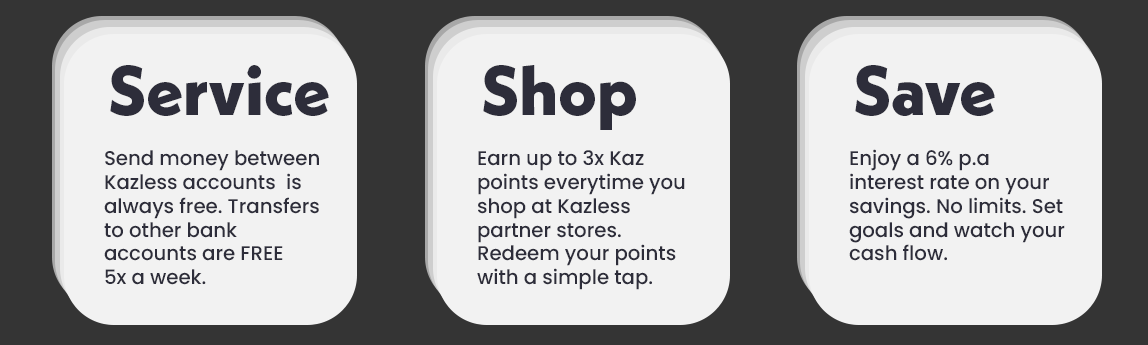 Service
Send money between
Kazless accounts  is
always free. Transfers
to other bank
accounts are FREE
5x a week.
Shop
Earn up to 3x Kaz
points everytime you
shop at Kazless
partner stores.
Redeem your points
with a simple tap.
Save
Enjoy a 6% p.a
interest rate on your
savings. No limits. Set
goals and watch your
cash flow.